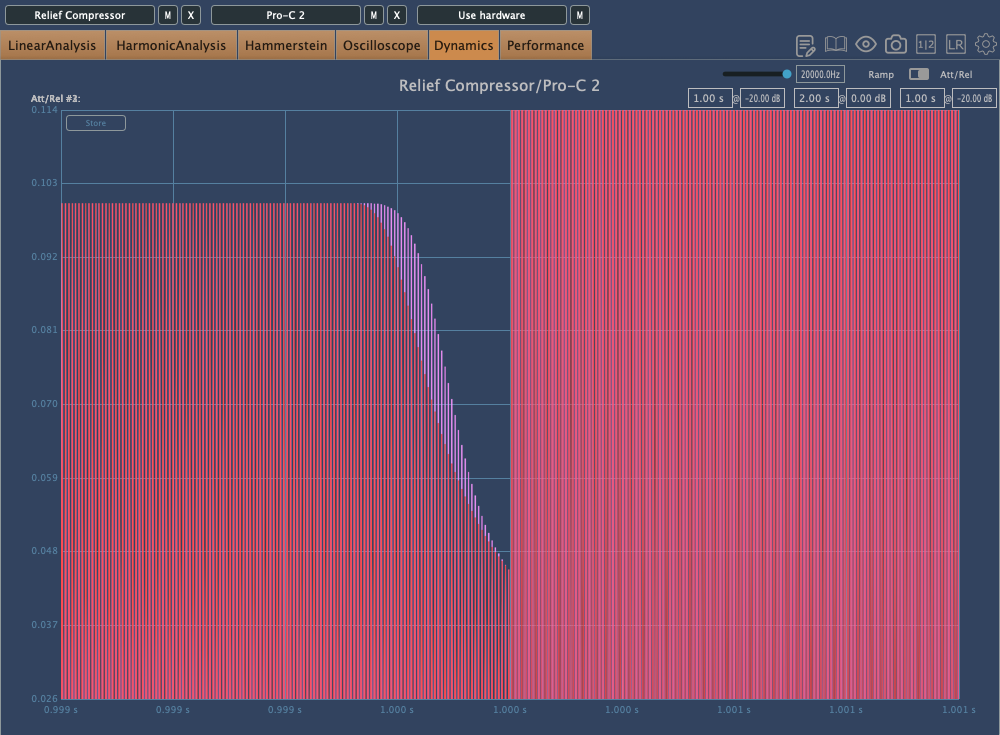 Relief Compressor M X Pro-C 2 M X Use hardware M
LinearAnalysis HarmonicAnalysis Hammerstein Oscilloscope Dynamics Performance
1|2 LR
20000.0Hz Ramp Att/Rel
Relief Compressor/Pro-C 2
1.00 s @ -20.00 dB 2.00 s @ 0.00 dB 1.00 s @ -20.00 dB
Att/Rel
0.114
Store
0.103
0.092
0.081
0.070
0.059
0.048
0.037
0.026
0.999 s 0.999 s 0.999 s 1.000 s 1.000 s 1.000 s 1.001 s 1.001 s 1.001 s